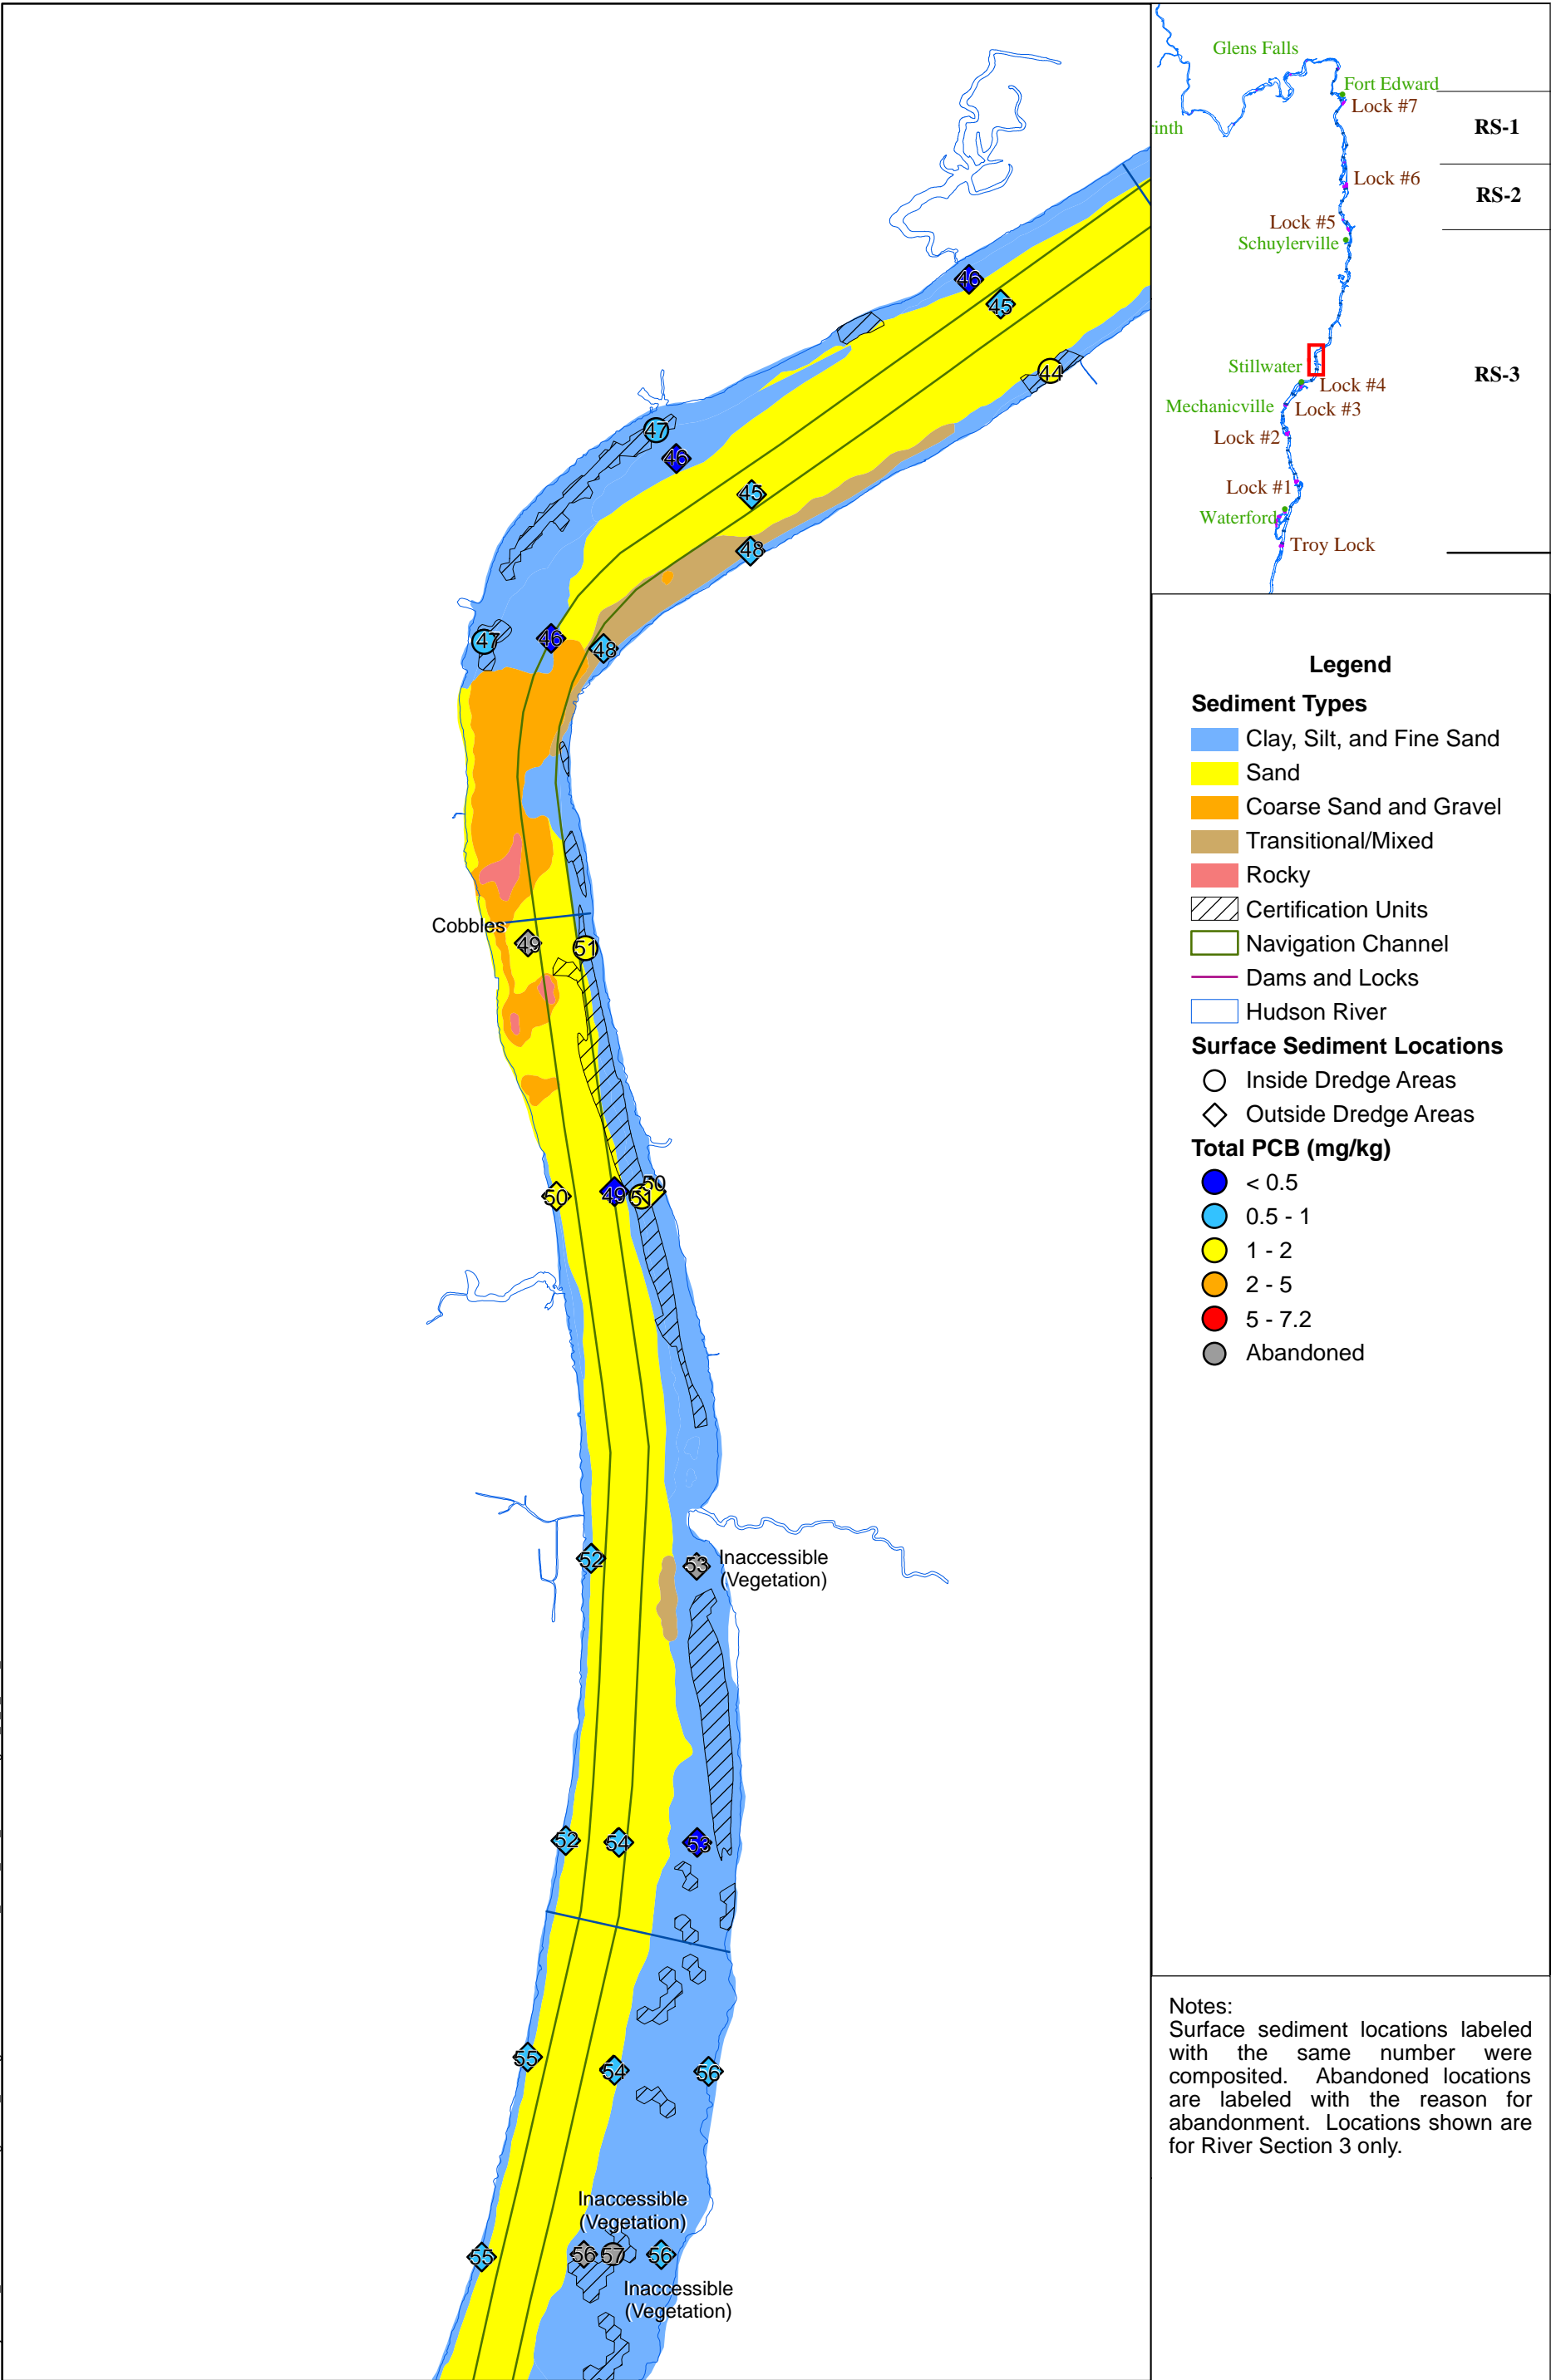 Glens Falls
Fort Edward
Lock #7
RS-1
rinth
Lock #6
RS-2
Lock #5
Schuylerville
Stillwater
RS-3
Lock #4
Mechanicville
Lock #3
Lock #2
Lock #1
Waterford
Troy Lock
46
45
44
47
46
45
48
47
46
48
Cobbles
49
51
50
49
51
50
52
53
Inaccessible
(Vegetation)
52
54
53
55
54
56
Inaccessible
(Vegetation)
55
56
57
56
Inaccessible
(Vegetation)
Legend
Sediment Types
Clay, Silt, and Fine Sand
Sand
Coarse Sand and Gravel
Transitional/Mixed
Rocky
Certification Units
Navigation Channel
Dams and Locks
Hudson River
Surface Sediment Locations
Inside Dredge Areas
Outside Dredge Areas
Total PCB (mg/kg)
< 0.5
0.5 - 1
1 - 2
2 - 5
5 - 7.2
Abandoned
Notes:
Surface sediment locations labeled
with the same number were
composited. Abandoned locations
are labeled with the reason for
abandonment. Locations shown are
for River Section 3 only.